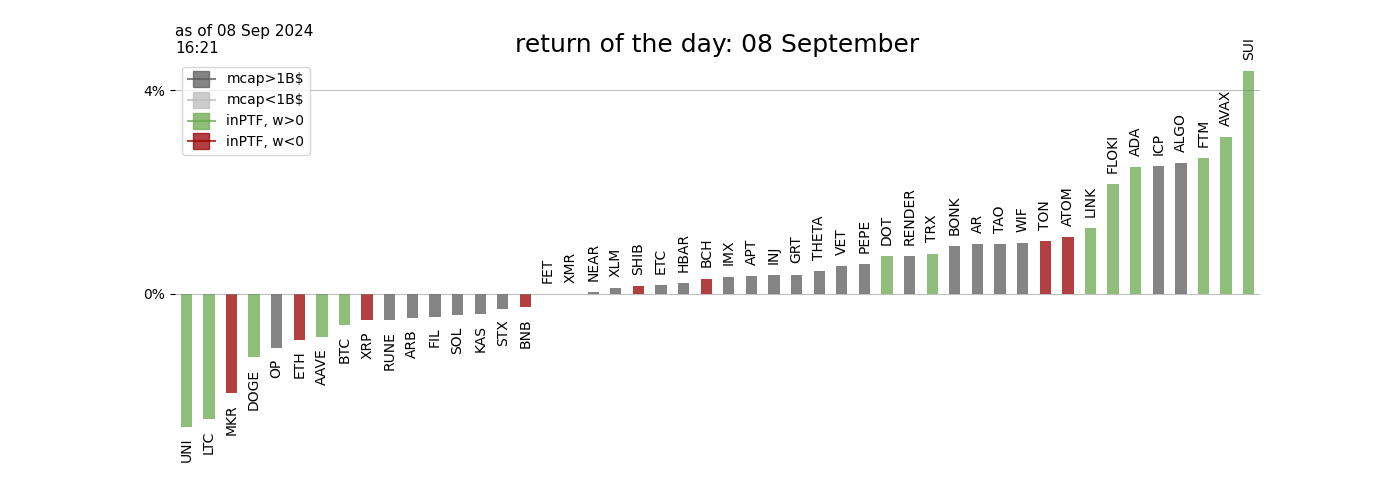 as of 08 Sep 2024
16:21
return of the day: 08 September
mcap>1B$
mcap<1B$
inPTF, w>0
inPTF, w<0
4%
0%
UNI
LTC
MKR
DOGE
OP
ETH
AAVE
BTC
XRP
RUNE
ARB
FIL
SOL
KAS
STX
BNB
FET
XMR
NEAR
XLM
SHIB
ETC
HBAR
BCH
IMX
APT
INJ
GRT
THETA
VET
PEPE
DOT
RENDER
TRX
BONK
AR
TAO
WIF
TON
ATOM
LINK
FLOKI
ADA
ICP
ALGO
FTM
AVAX
SUI